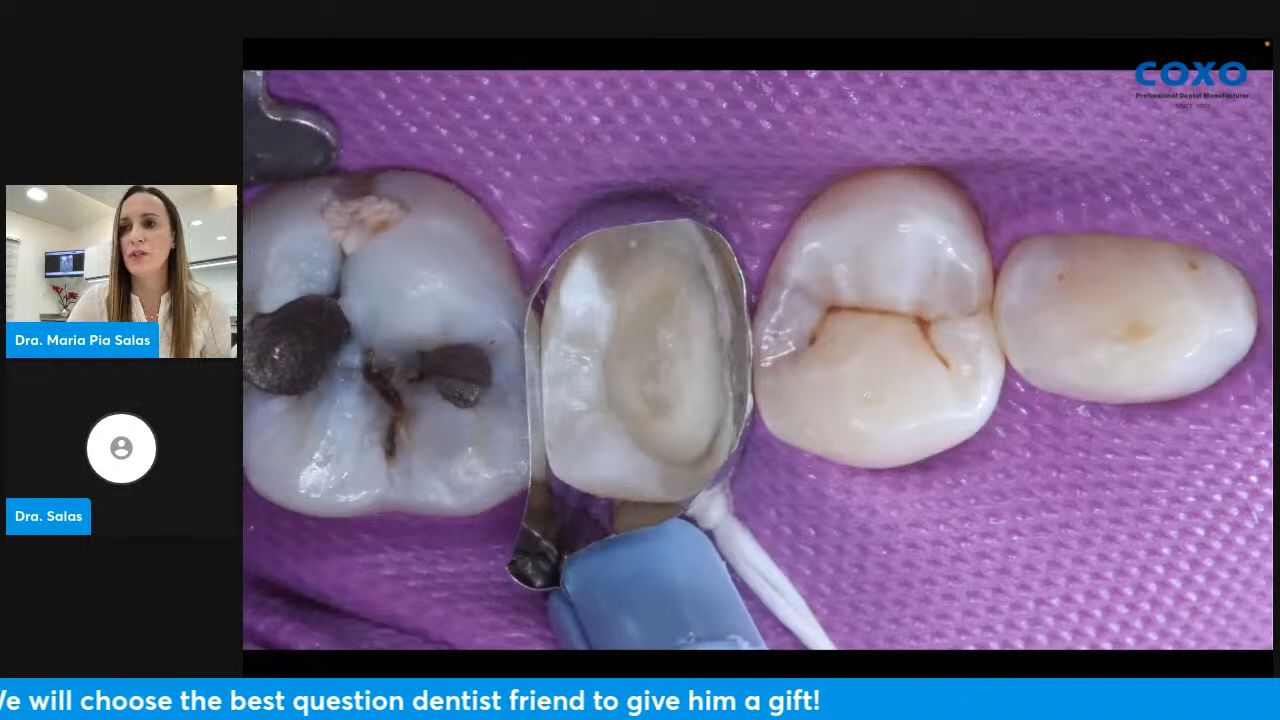 COXO
Professional Dental Manufacturer
Dra. Maria Pia Salas
Dra. Salas
We will choose the best question dentist friend to give him a gift!